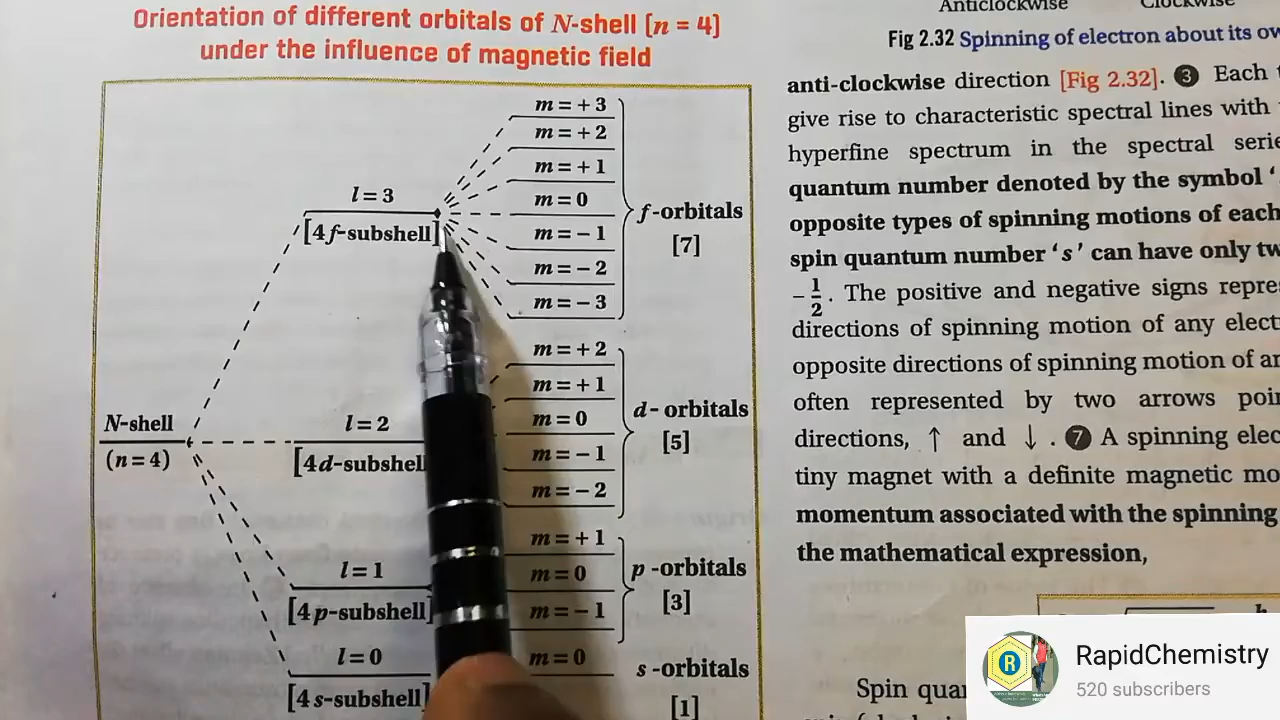 Orientation of different orbitals of N-shell [n = 4]
under the influence of magnetic field
m = + 3
m = + 2
m = + 1
m = 0
m = − 1
m = − 2
m = − 3
l = 3
[4f-subshell]
f-orbitals
[7]
m = + 2
m = + 1
m = 0
m = − 1
m = − 2
N-shell
(n = 4)
l = 2
[4d-subshel
d- orbitals
[5]
m = + 1
m = 0
m = − 1
l = 1
[4p-subshell]
p -orbitals
[3]
m = 0
l = 0
[4s-subshell]
s -orbitals
[1]
Anticlockwise Clockwise
Fig 2.32 Spinning of electron about its
anti-clockwise direction [Fig 2.32]. 3 Each
give rise to characteristic spectral lines with
hyperfine spectrum in the spectral
quantum number denoted by the symbol ‘
opposite types of spinning motions of each
spin quantum number ‘s’ can have only
− 1/2 . The positive and negative signs
directions of spinning motion of any
opposite directions of spinning motion of
often represented by two arrows
directions, ↑ and ↓ . 7 A spinning
tiny magnet with a definite magnetic
momentum associated with the spinning
the mathematical expression,
h
Spin
RapidChemistry
520 subscribers
R